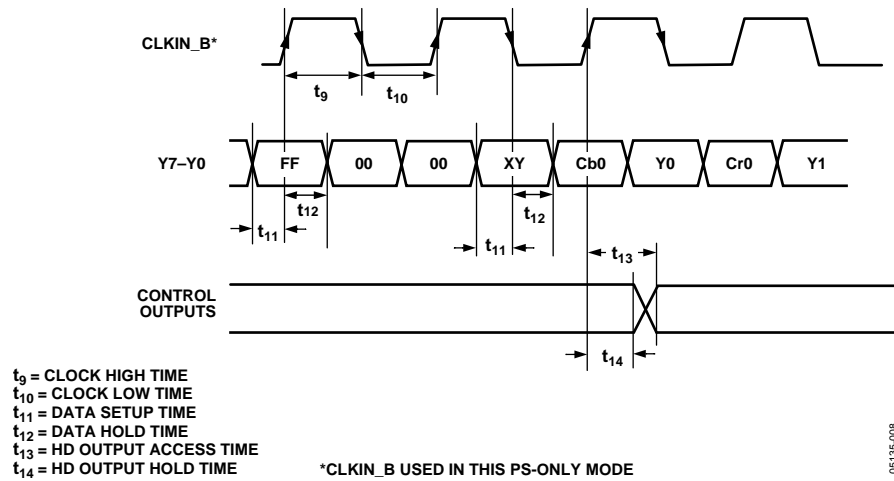 CLKIN_B*
t9
t10
Y7–Y0
FF 00 00 XY Cb0 Y0 Cr0 Y1
t12
t12
t11
t11
t13
CONTROL
OUTPUTS
t14
t9 = CLOCK HIGH TIME
t10 = CLOCK LOW TIME
t11 = DATA SETUP TIME
t12 = DATA HOLD TIME
t13 = HD OUTPUT ACCESS TIME
t14 = HD OUTPUT HOLD TIME
*CLKIN_B USED IN THIS PS-ONLY MODE
05135-008